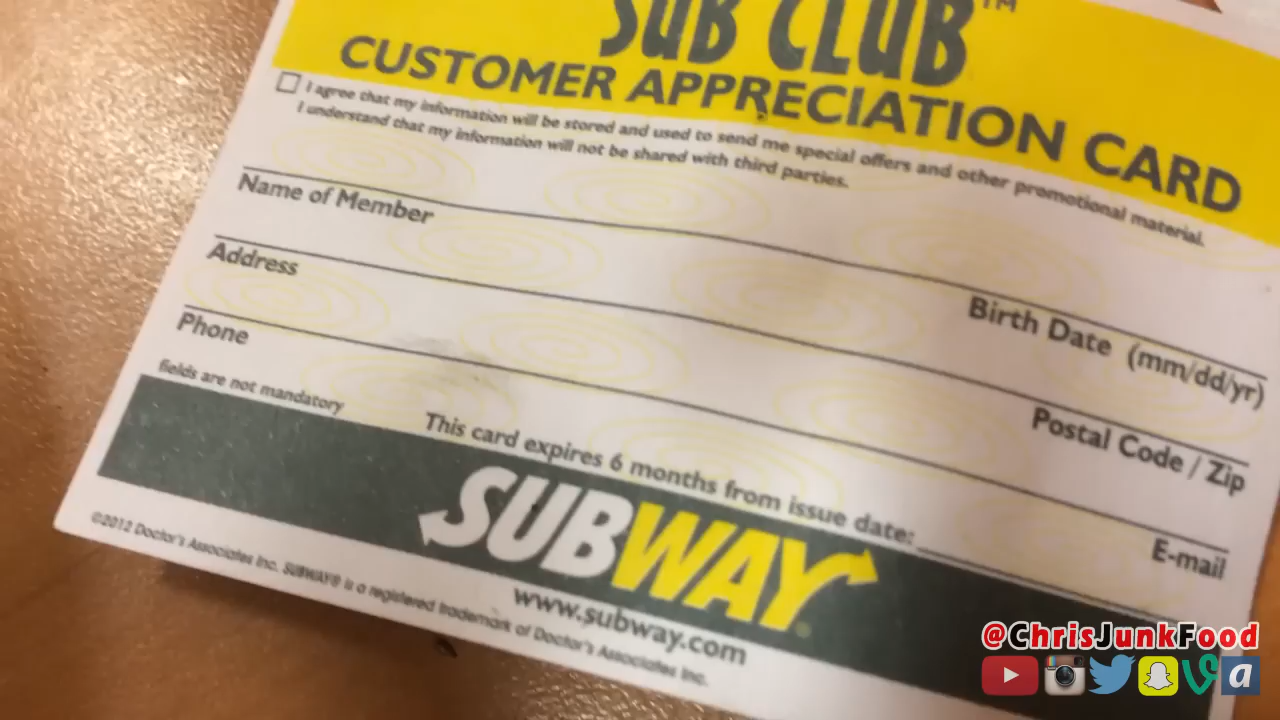 SUB CLUB™
CUSTOMER APPRECIATION CARD
I agree that my information will be stored and used to send me special offers and other promotional material.
I understand that my information will not be shared with third parties.
Name of Member
Birth Date (mm/dd/yr)
Address
Postal Code / Zip
Phone
E-mail
fields are not mandatory
This card expires 6 months from issue date:
SUBWAY
www.subway.com
©2012 Doctor's Associates Inc. SUBWAY® is a registered trademark of Doctor's Associates Inc.
@ChrisJunkFood